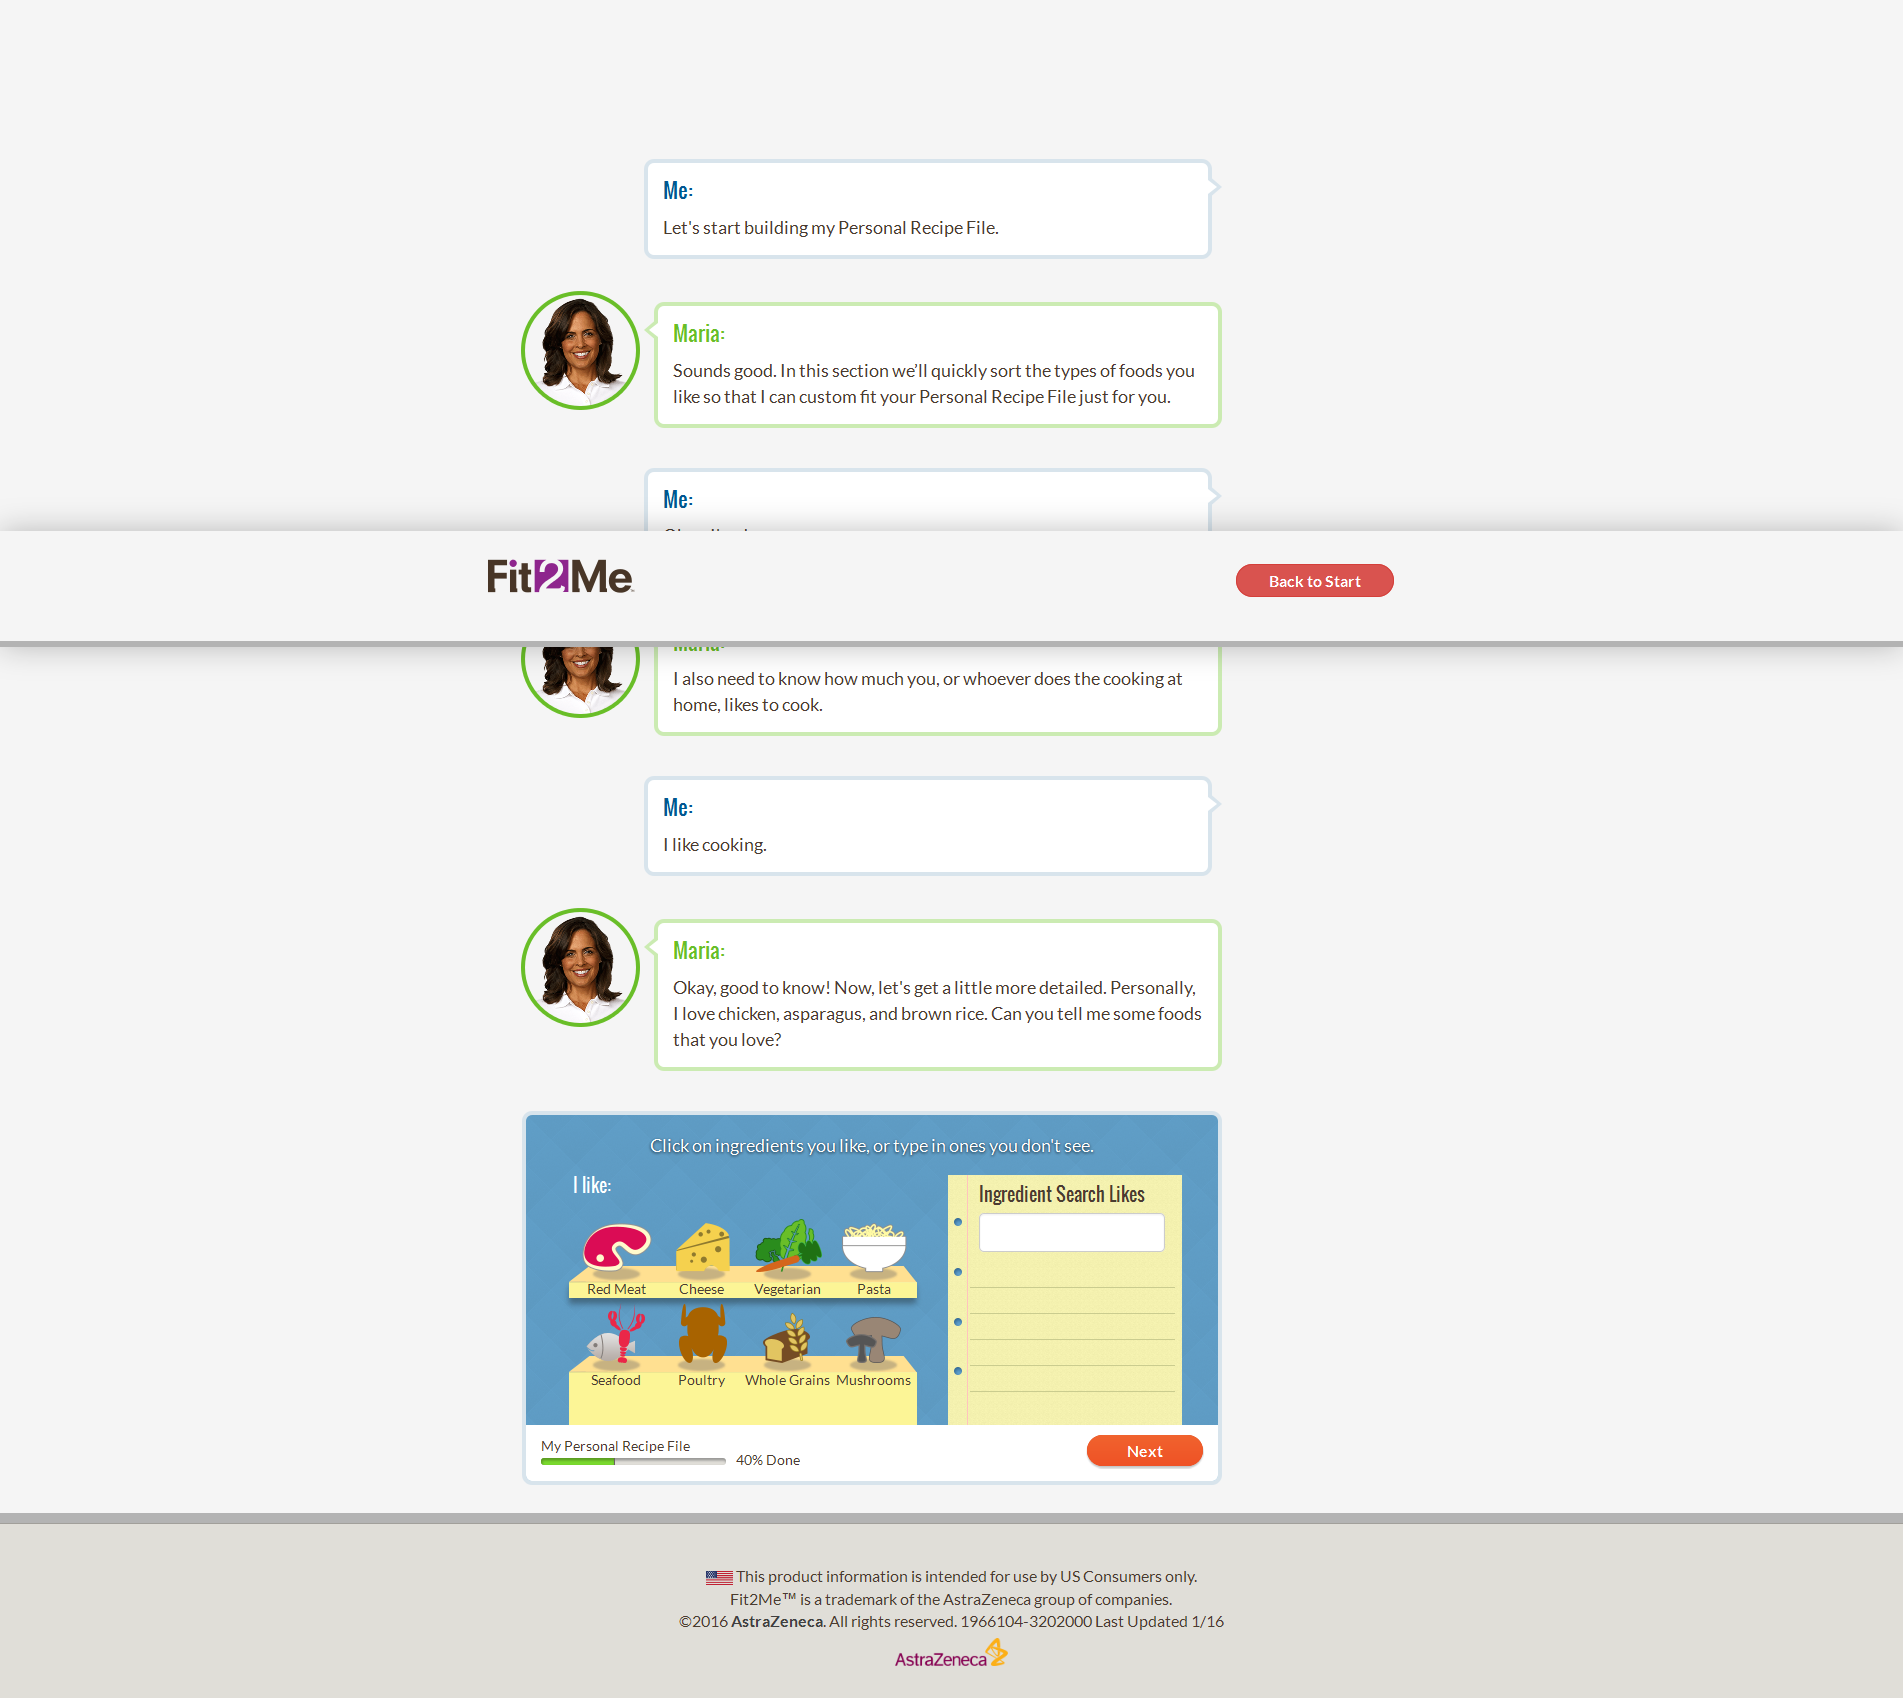 Me:
Let's start building my Personal Recipe File.
Maria:
Sounds good. In this section we’ll quickly sort the types of foods you
like so that I can custom fit your Personal Recipe File just for you.
Me:
Fit2Me
Back to Start
Maria:
I also need to know how much you, or whoever does the cooking at
home, likes to cook.
Me:
I like cooking.
Maria:
Okay, good to know! Now, let's get a little more detailed. Personally,
I love chicken, asparagus, and brown rice. Can you tell me some foods
that you love?
Click on ingredients you like, or type in ones you don't see.
I like:
Ingredient Search Likes
Red Meat Cheese Vegetarian Pasta
Seafood Poultry Whole Grains Mushrooms
My Personal Recipe File
40% Done
Next
This product information is intended for use by US Consumers only.
Fit2Me™ is a trademark of the AstraZeneca group of companies.
©2016 AstraZeneca. All rights reserved. 1966104-3202000 Last Updated 1/16
AstraZeneca